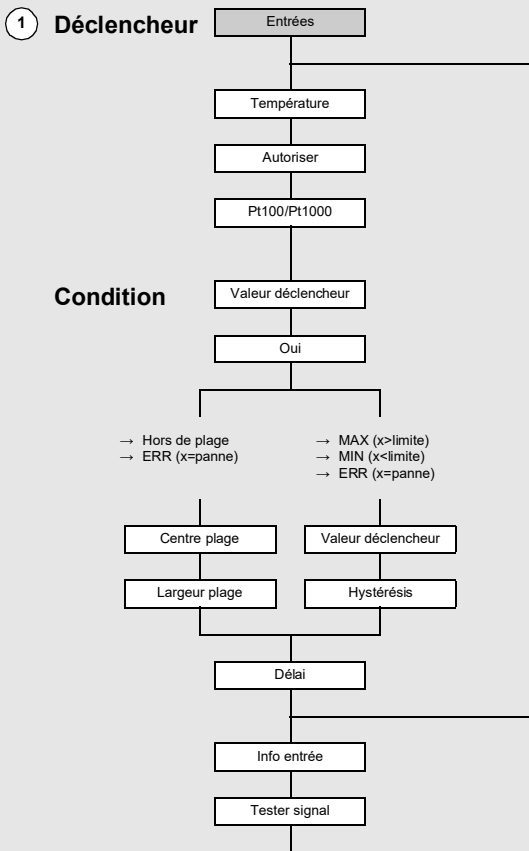 1 Déclencheur
Entrées
Température
Autoriser
Pt100/Pt1000
Condition
Valeur déclencheur
Oui
→ Hors de plage
→ ERR (x=panne)
→ MAX (x>limite)
→ MIN (x<limite)
→ ERR (x=panne)
Centre plage
Largeur plage
Valeur déclencheur
Hystérésis
Délai
Info entrée
Tester signal